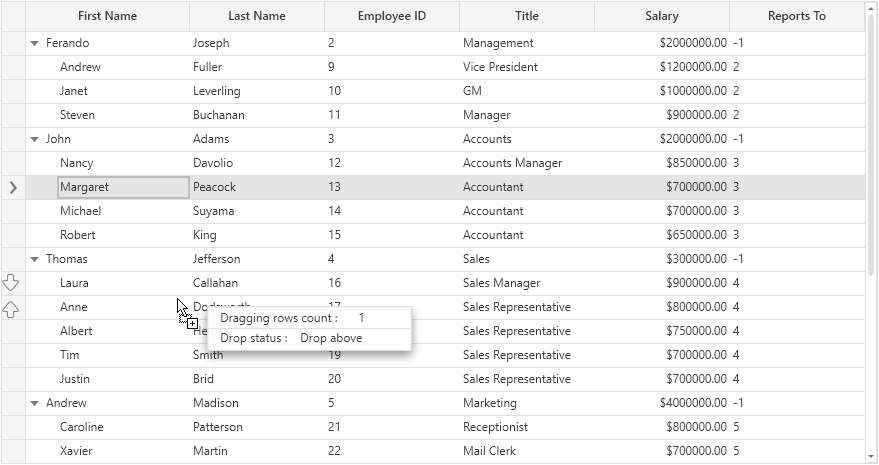 First Name Last Name Employee ID Title Salary Reports To
Ferando Joseph 2 Management $2000000.00 -1
Andrew Fuller 9 Vice President $1200000.00 2
Janet Leverling 10 GM $1000000.00 2
Steven Buchanan 11 Manager $900000.00 2
John Adams 3 Accounts $2000000.00 -1
Nancy Davolio 12 Accounts Manager $850000.00 3
Margaret Peacock 13 Accountant $700000.00 3
Michael Suyama 14 Accountant $700000.00 3
Robert King 15 Accountant $650000.00 3
Thomas Jefferson 4 Sales $300000.00 -1
Laura Callahan 16 Sales Manager $900000.00 4
Anne Sales Representative $800000.00 4
Dragging rows count : 1
Albert Sales Representative $750000.00 4
Drop status : Drop above
Tim Smith 19 Sales Representative $700000.00 4
Justin Brid 20 Sales Representative $700000.00 4
Andrew Madison 5 Marketing $4000000.00 -1
Caroline Patterson 21 Receptionist $800000.00 5
Xavier Martin 22 Mail Clerk $700000.00 5